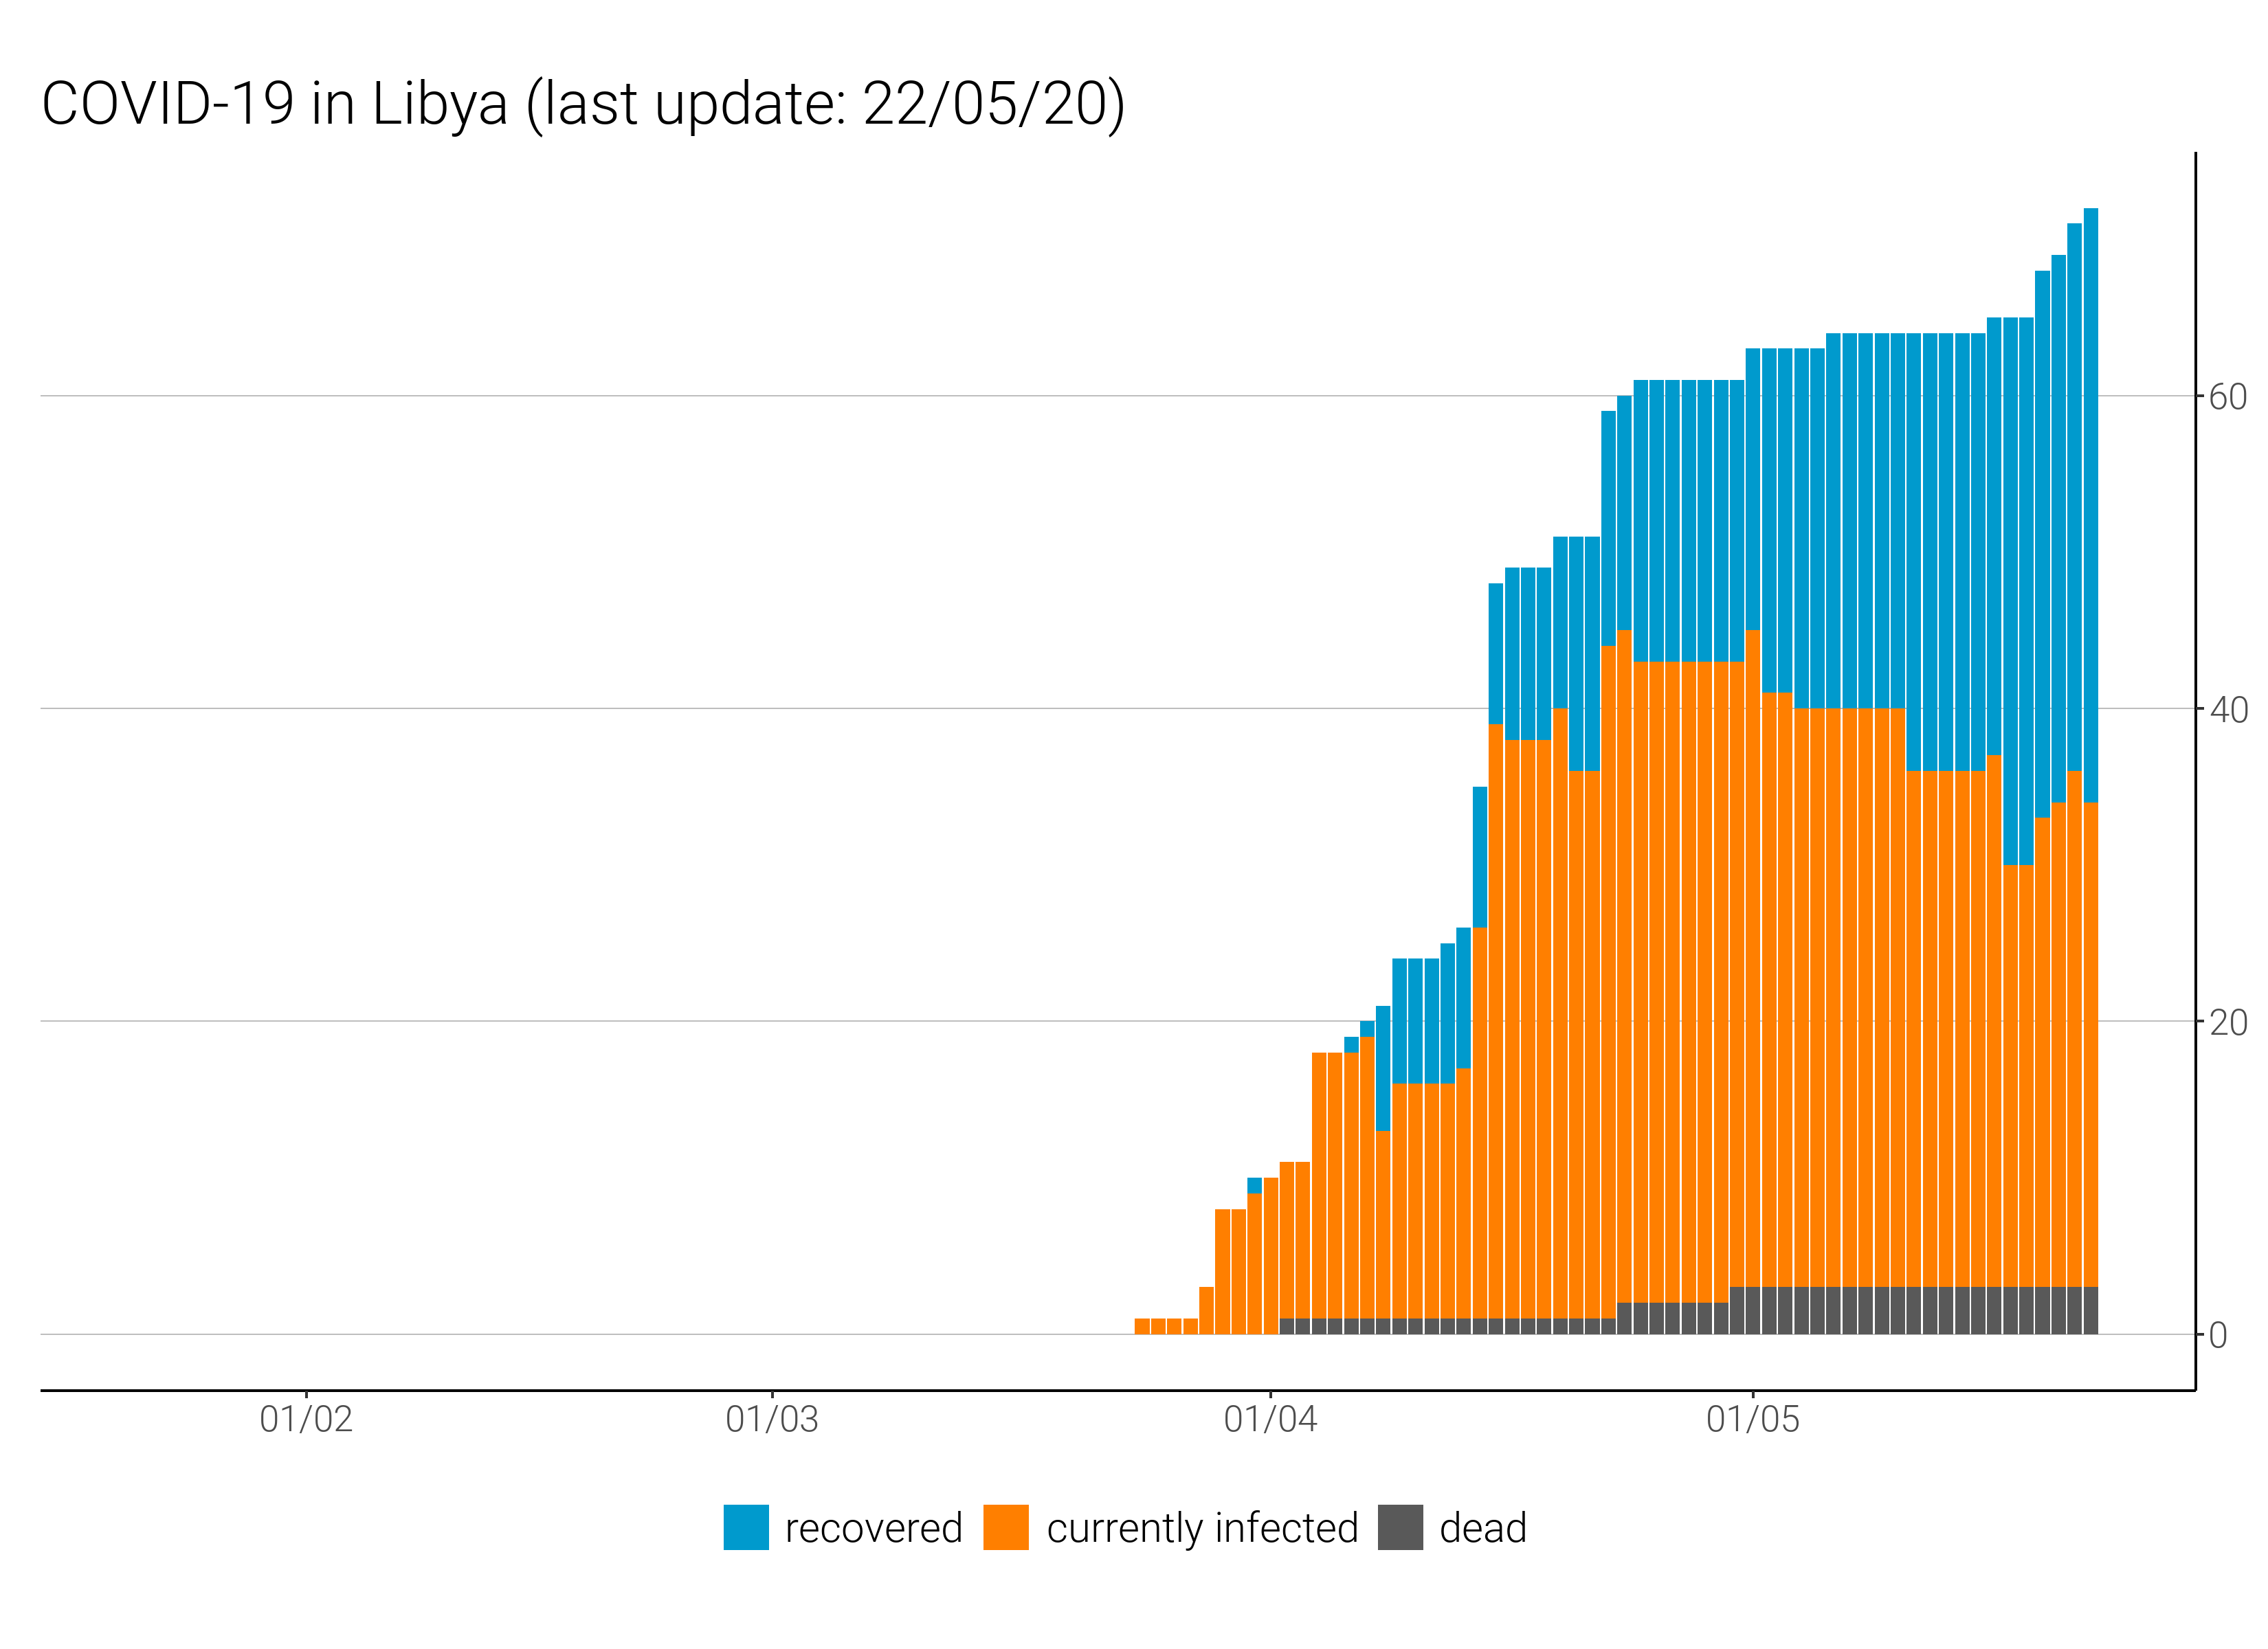 COVID-19 in Libya (last update: 22/05/20)
60
40
20
0
01/02 01/03 01/04 01/05
recovered currently infected dead